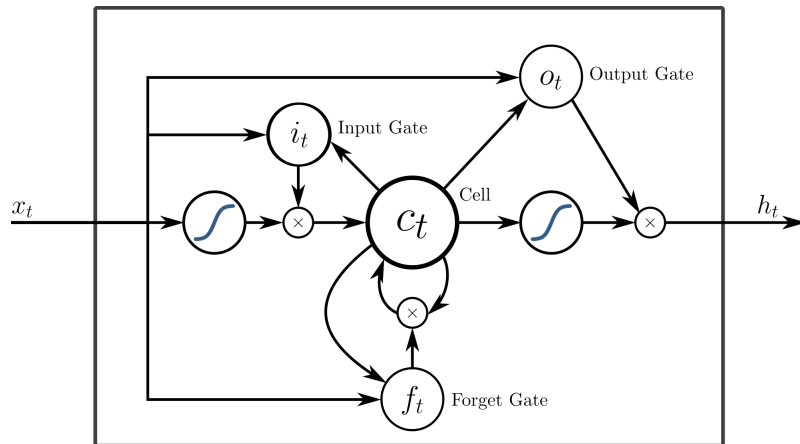 o_t Output Gate
i_t Input Gate
x_t
Cell
c_t
h_t
×
×
×
f_t Forget Gate